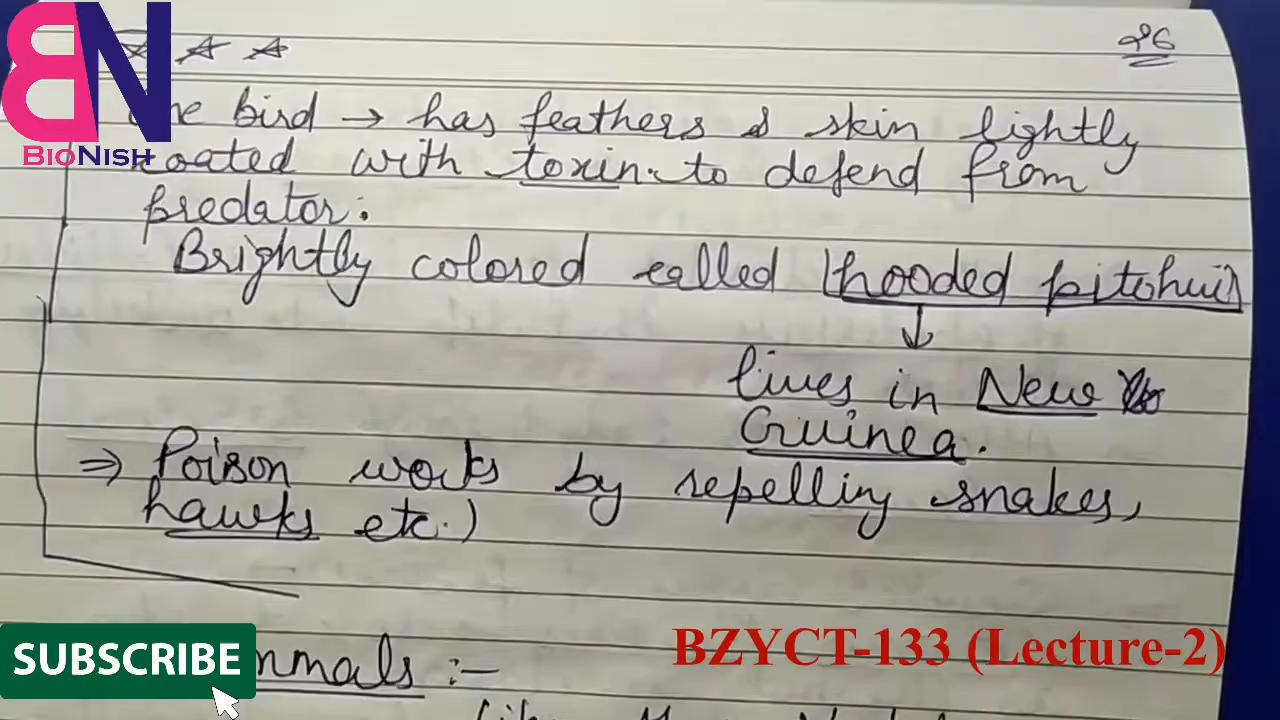 BN
BIONISH
26
bird → has feathers & skin lightly
coated with toxin to defend from
predator.
Brightly colored called (hooded pitohui)
↓
lives in New
Guinea.
⇒ Poison works by repelling snakes,
hawks etc.)
SUBSCRIBE
mmals :-
BZYCT-133 (Lecture-2)